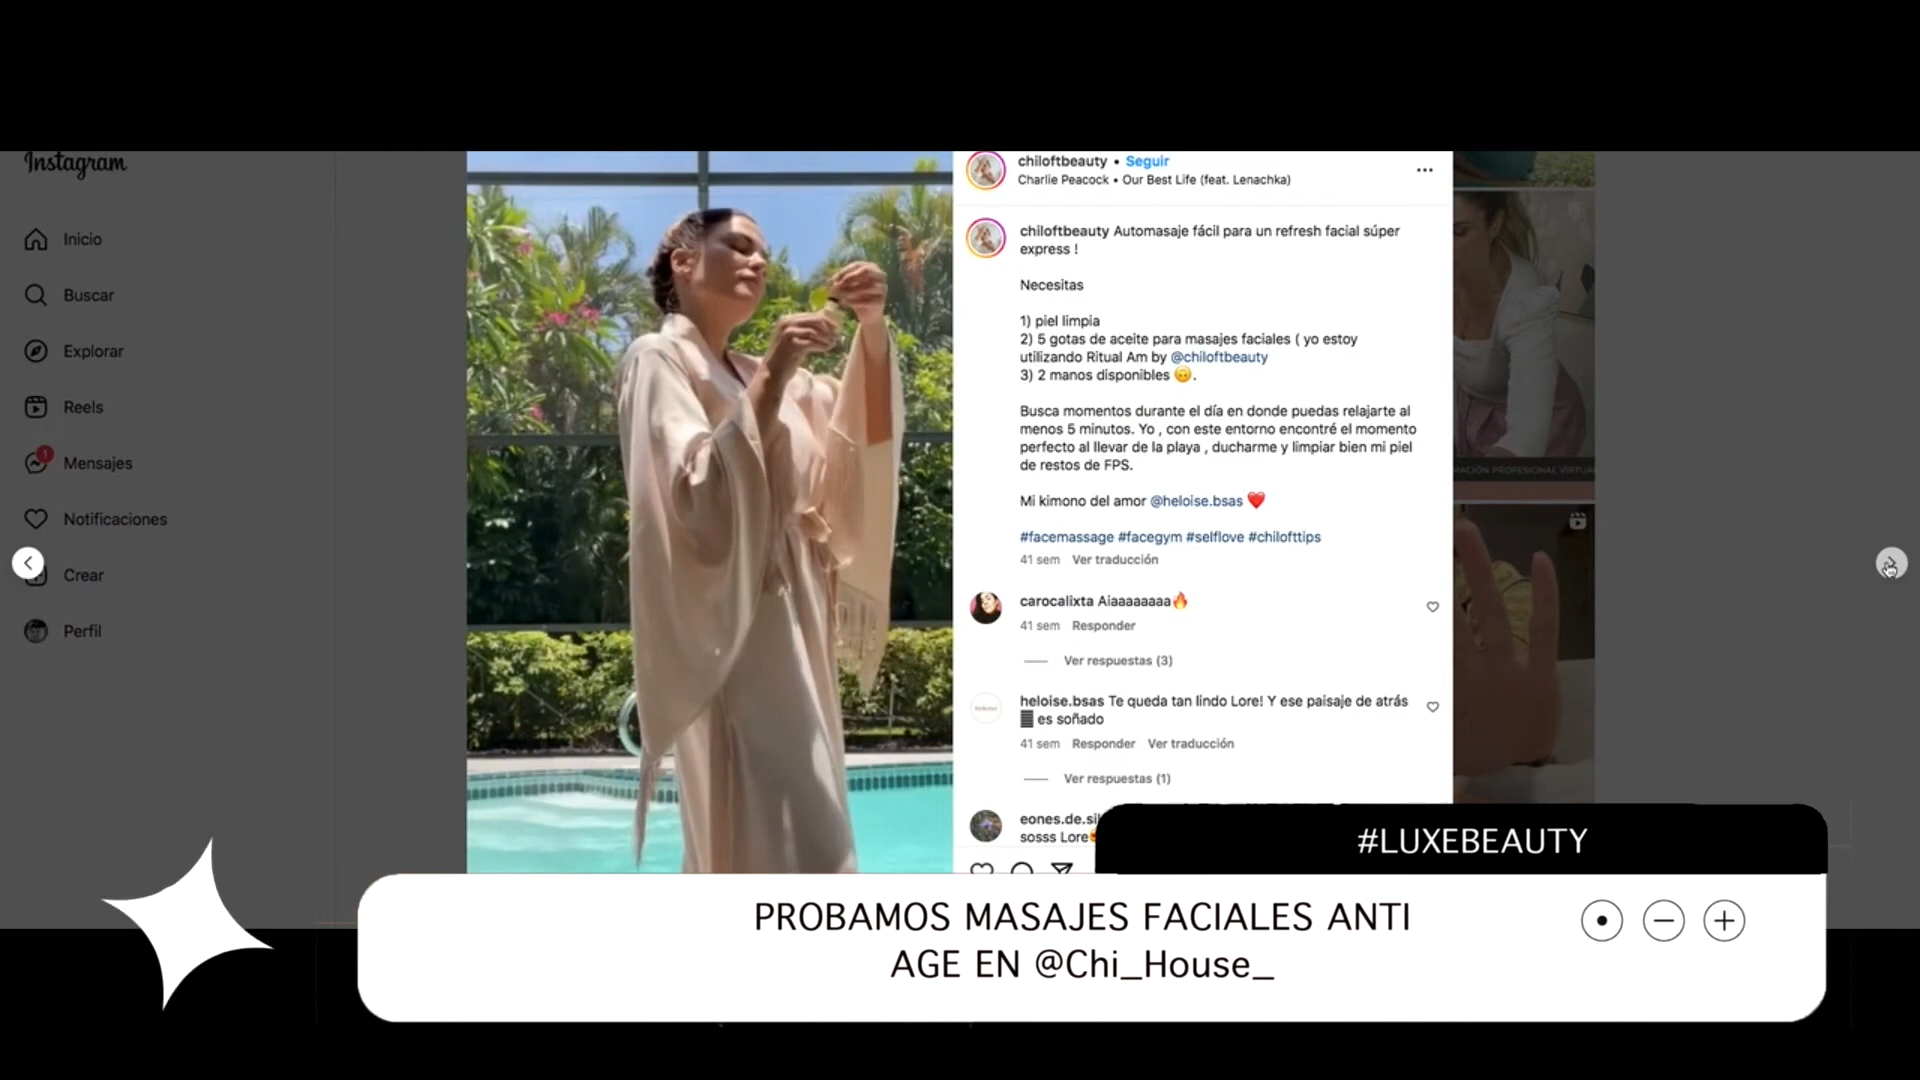 Instagram
Inicio
Buscar
Explorar
Reels
1
Mensajes
Notificaciones
Crear
Perfil
chiloftbeauty • Seguir
Charlie Peacock • Our Best Life (feat. Lenachka)
chiloftbeauty Automasaje fácil para un refresh facial súper
express !
Necesitas
1) piel limpia
2) 5 gotas de aceite para masajes faciales ( yo estoy
utilizando Ritual Am by @chiloftbeauty
3) 2 manos disponibles 🙃.
Busca momentos durante el día en donde puedas relajarte al
menos 5 minutos. Yo , con este entorno encontré el momento
perfecto al llevar de la playa , ducharme y limpiar bien mi piel
de restos de FPS.
Mi kimono del amor @heloise.bsas ❤️
#facemassage #facegym #selflove #chilofttips
41 sem Ver traducción
carocalixta Aiaaaaaaaa🔥
41 sem Responder
Ver respuestas (3)
heloise.bsas Te queda tan lindo Lore! Y ese paisaje de atrás
es soñado
41 sem Responder Ver traducción
Ver respuestas (1)
eones.de.sil
sosss Lore
MACIÓN PROFESIONAL VIRTUAL
#LUXEBEAUTY
PROBAMOS MASAJES FACIALES ANTI
AGE EN @Chi_House_